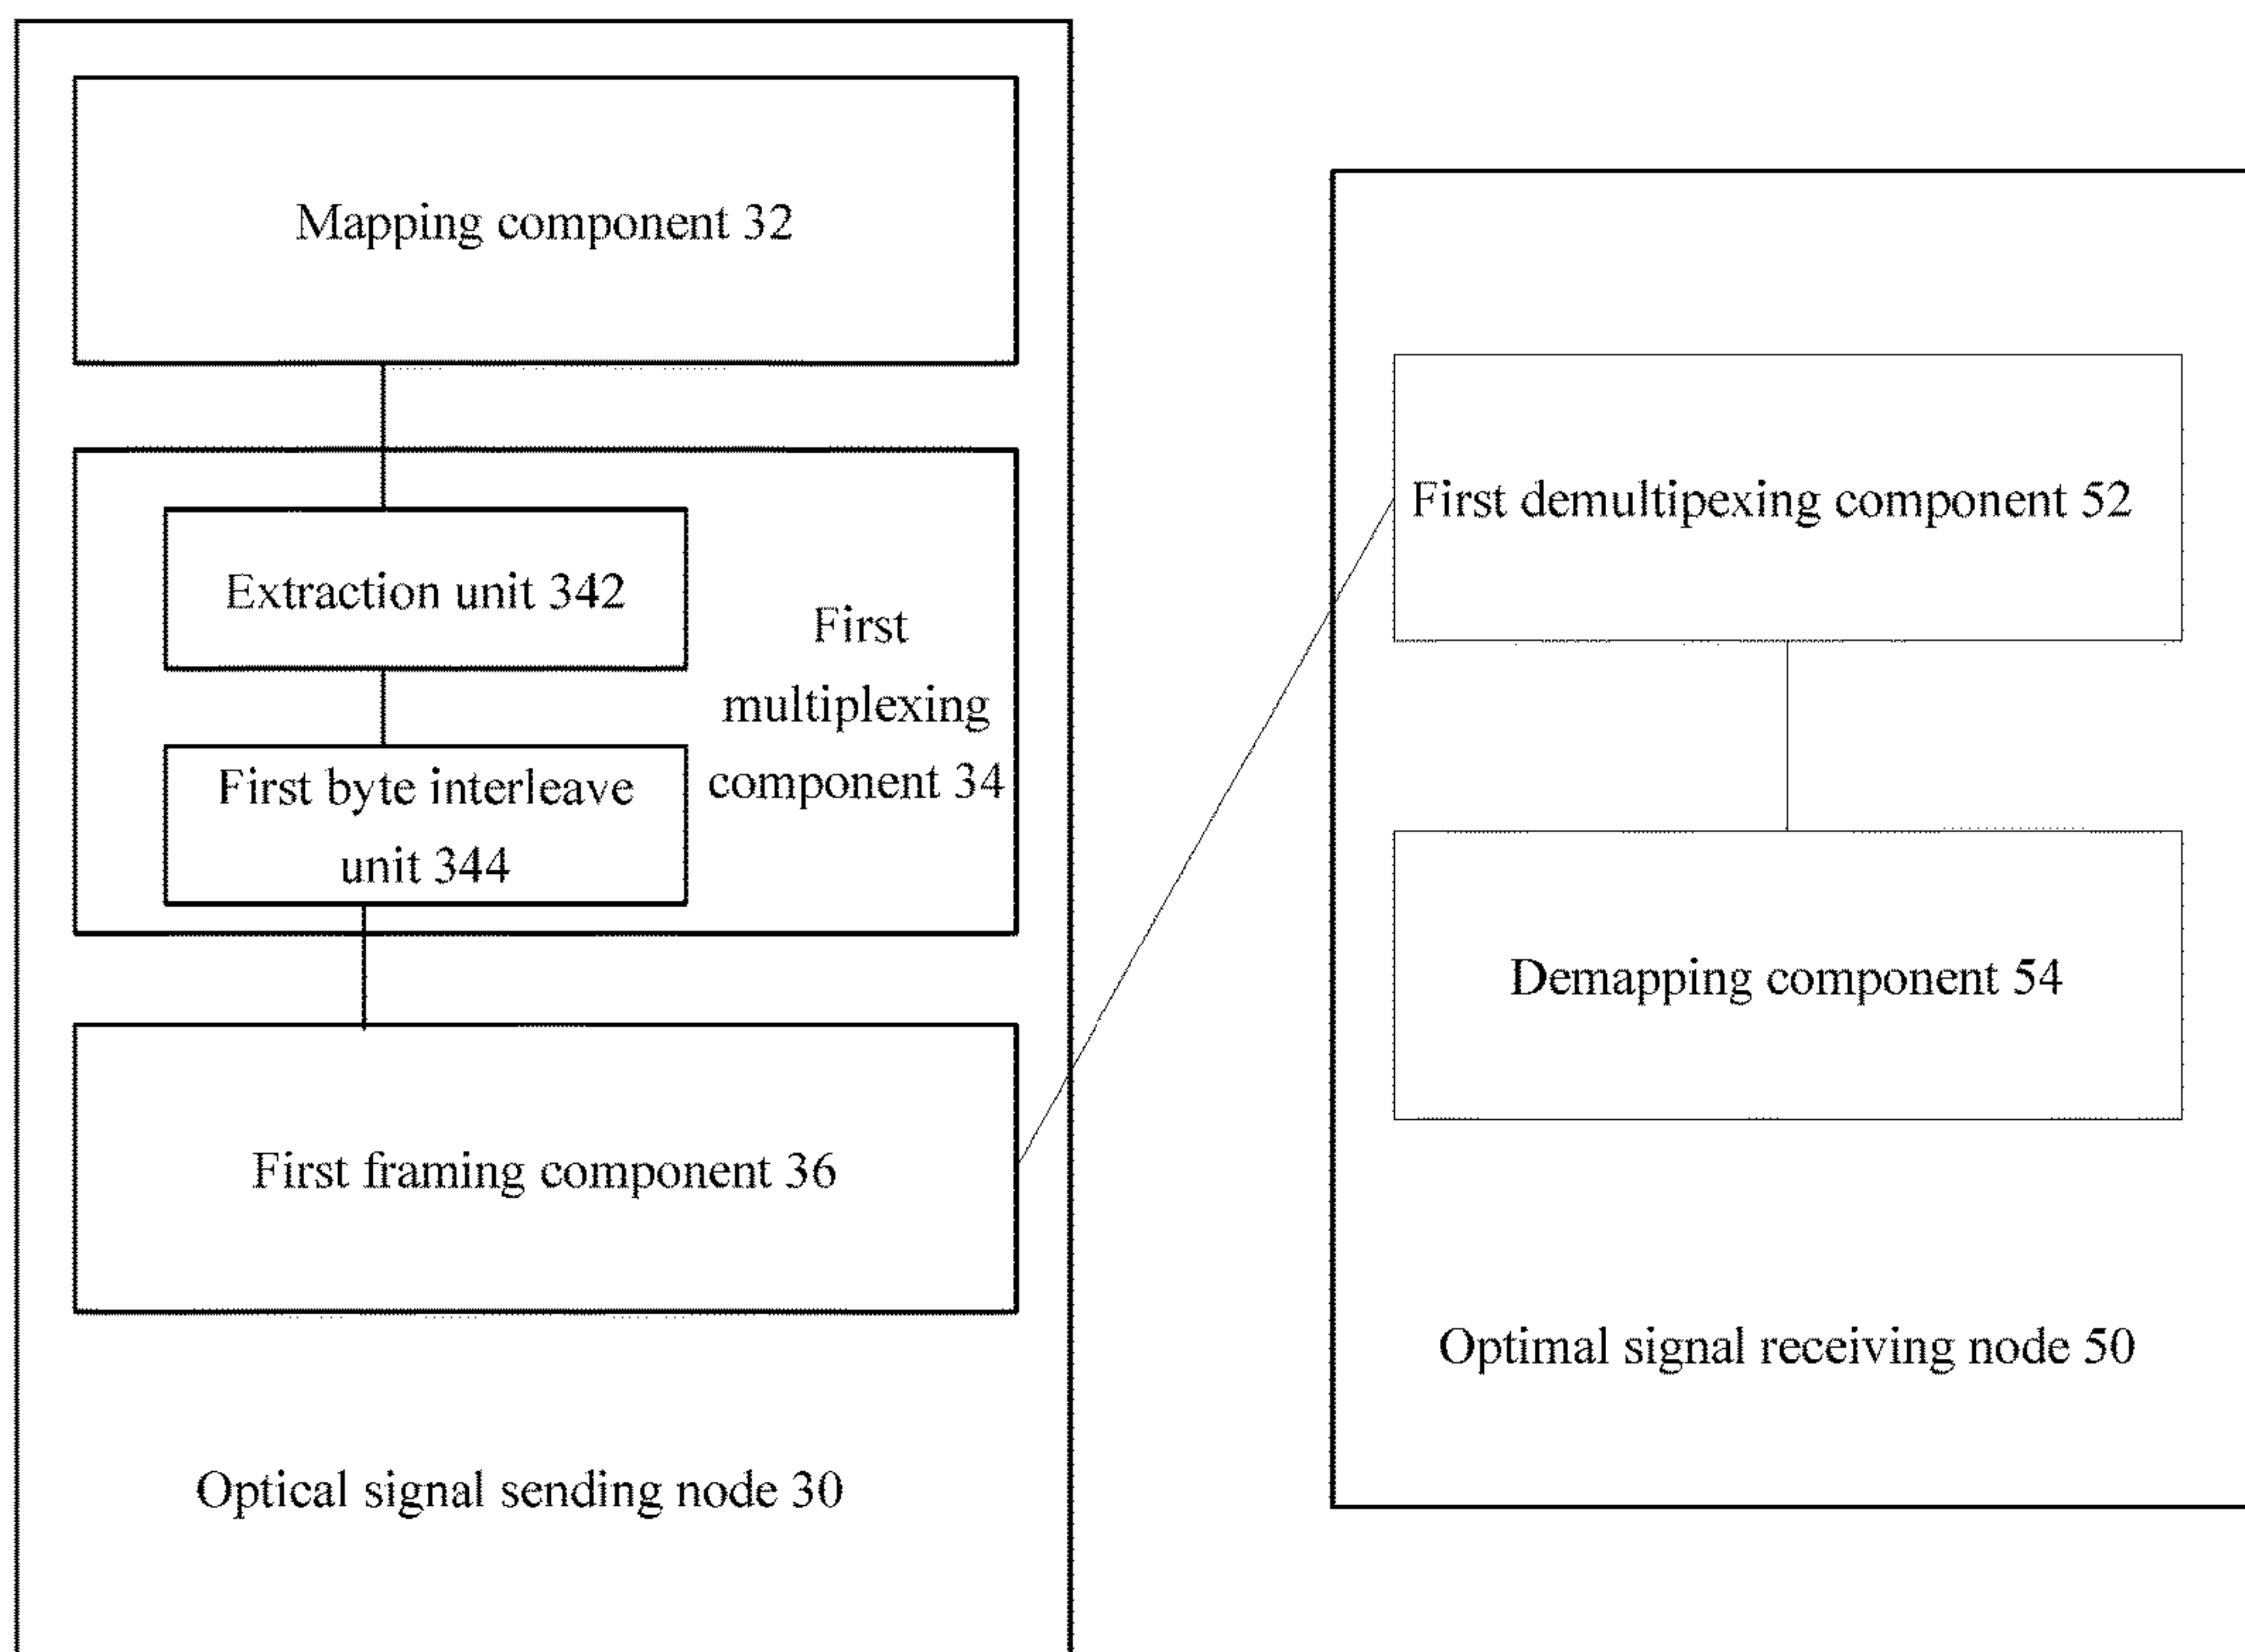 Mapping component 32
Extraction unit 342
First
multiplexing
component 34
First byte interleave
unit 344
First framing component 36
Optical signal sending node 30
First demultipexing component 52
Demapping component 54
Optimal signal receiving node 50